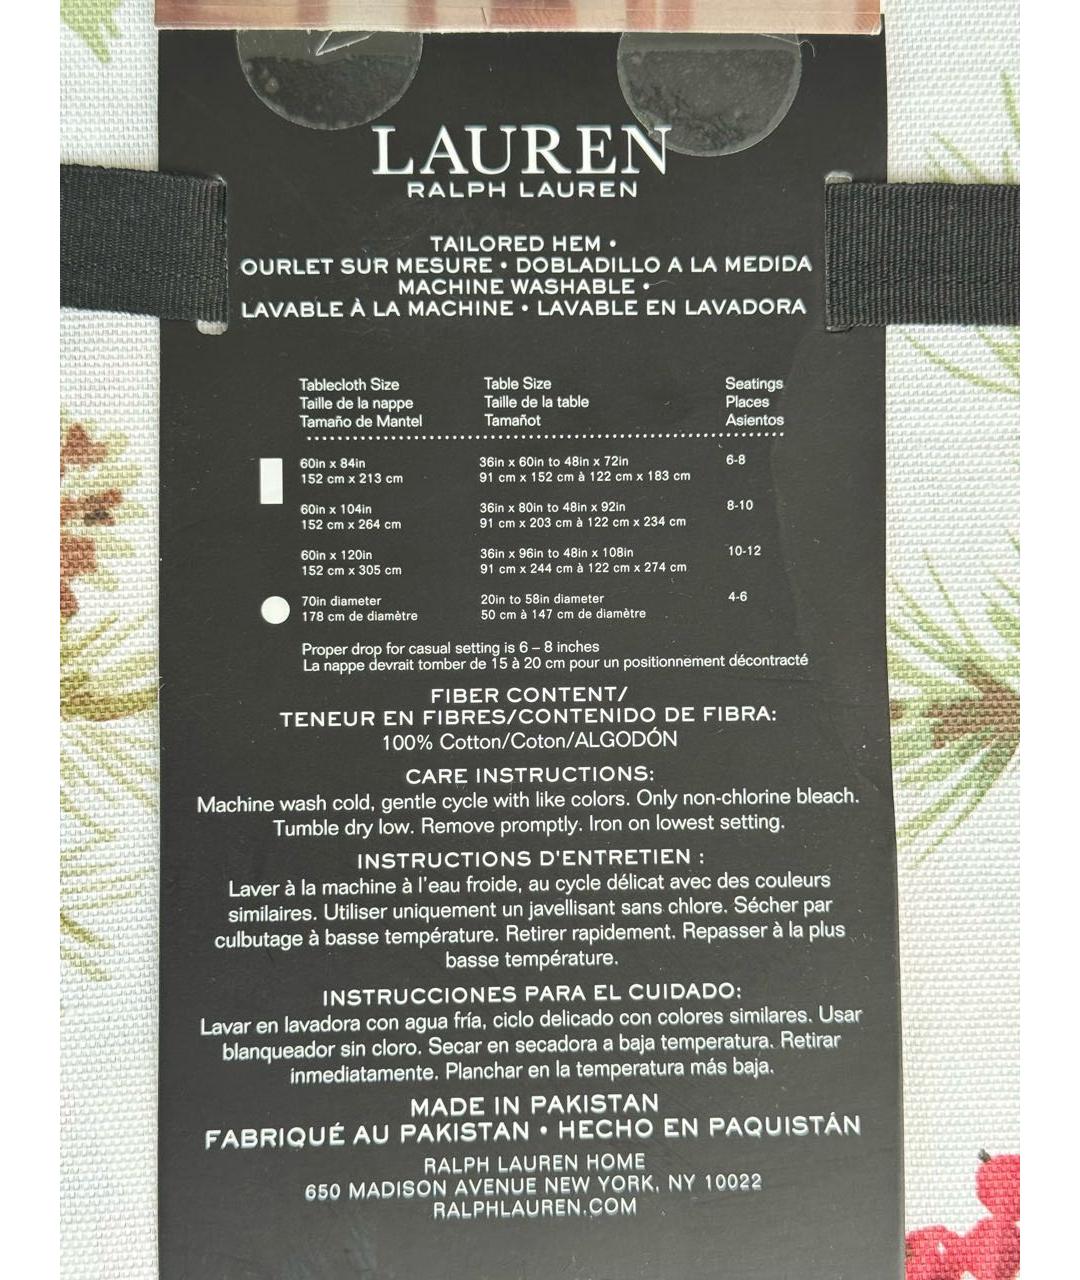 LAUREN
RALPH LAUREN
TAILORED HEM •
OURLET SUR MESURE • DOBLADILLO A LA MEDIDA
MACHINE WASHABLE •
LAVABLE À LA MACHINE • LAVABLE EN LAVADORA
Tablecloth Size Table Size Seatings
Taille de la nappe Taille de la table Places
Tamaño de Mantel Tamañot Asientos
60in x 84in 36in x 60in to 48in x 72in 6-8
152 cm x 213 cm 91 cm x 152 cm à 122 cm x 183 cm
60in x 104in 36in x 80in to 48in x 92in 8-10
152 cm x 264 cm 91 cm x 203 cm à 122 cm x 234 cm
60in x 120in 36in x 96in to 48in x 108in 10-12
152 cm x 305 cm 91 cm x 244 cm à 122 cm x 274 cm
70in diameter 20in to 58in diameter 4-6
178 cm de diamètre 50 cm à 147 cm de diamètre
Proper drop for casual setting is 6 – 8 inches
La nappe devrait tomber de 15 à 20 cm pour un positionnement décontracté
FIBER CONTENT/
TENEUR EN FIBRES/CONTENIDO DE FIBRA:
100% Cotton/Coton/ALGODÓN
CARE INSTRUCTIONS:
Machine wash cold, gentle cycle with like colors. Only non-chlorine bleach.
Tumble dry low. Remove promptly. Iron on lowest setting.
INSTRUCTIONS D'ENTRETIEN :
Laver à la machine à l'eau froide, au cycle délicat avec des couleurs
similaires. Utiliser uniquement un javellisant sans chlore. Sécher par
culbutage à basse température. Retirer rapidement. Repasser à la plus
basse température.
INSTRUCCIONES PARA EL CUIDADO:
Lavar en lavadora con agua fría, ciclo delicado con colores similares. Usar
blanqueador sin cloro. Secar en secadora a baja temperatura. Retirar
inmediatamente. Planchar en la temperatura más baja.
MADE IN PAKISTAN
FABRIQUÉ AU PAKISTAN • HECHO EN PAQUISTÁN
RALPH LAUREN HOME
650 MADISON AVENUE NEW YORK, NY 10022
RALPHLAUREN.COM